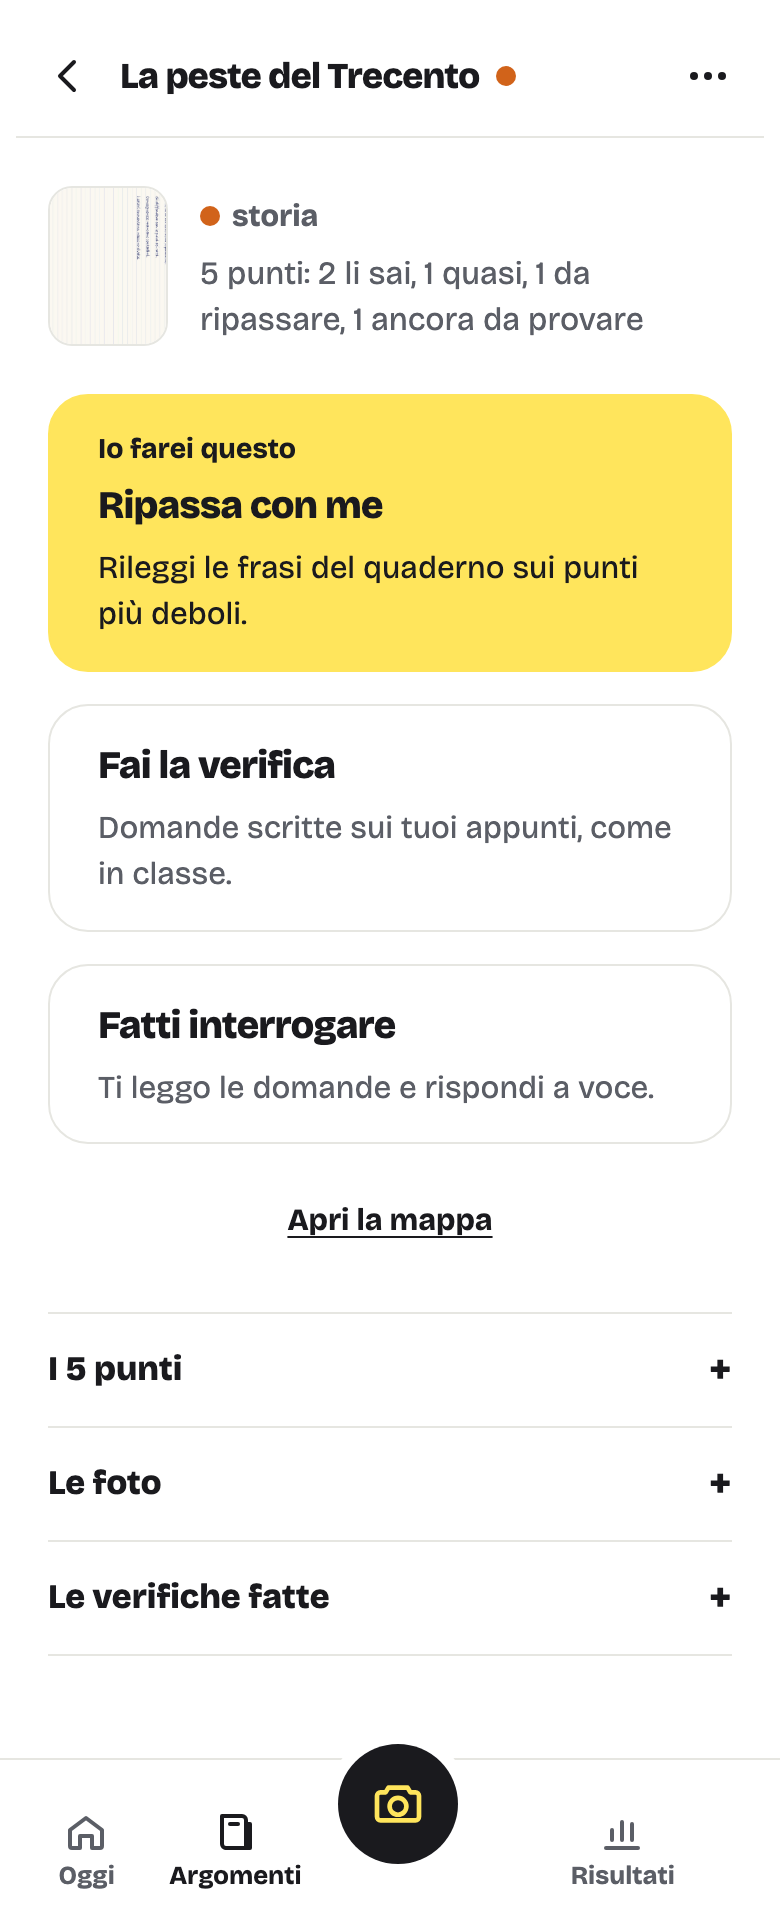 La peste del Trecento
storia
5 punti: 2 li sai, 1 quasi, 1 da
ripassare, 1 ancora da provare
Io farei questo
Ripassa con me
Rileggi le frasi del quaderno sui punti
più deboli.
Fai la verifica
Domande scritte sui tuoi appunti, come
in classe.
Fatti interrogare
Ti leggo le domande e rispondi a voce.
Apri la mappa
I 5 punti
Le foto
Le verifiche fatte
Oggi
Argomenti
Risultati